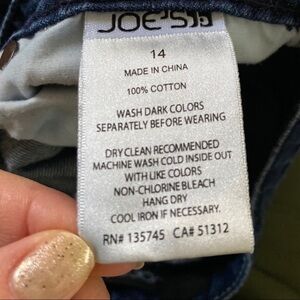 JOE'S
14
MADE IN CHINA
100% COTTON
WASH DARK COLORS
SEPARATELY BEFORE WEARING
DRY CLEAN RECOMMENDED
MACHINE WASH COLD INSIDE OUT
WITH LIKE COLORS
NON-CHLORINE BLEACH
HANG DRY
COOL IRON IF NECESSARY.
RN# 135745 CA# 51312